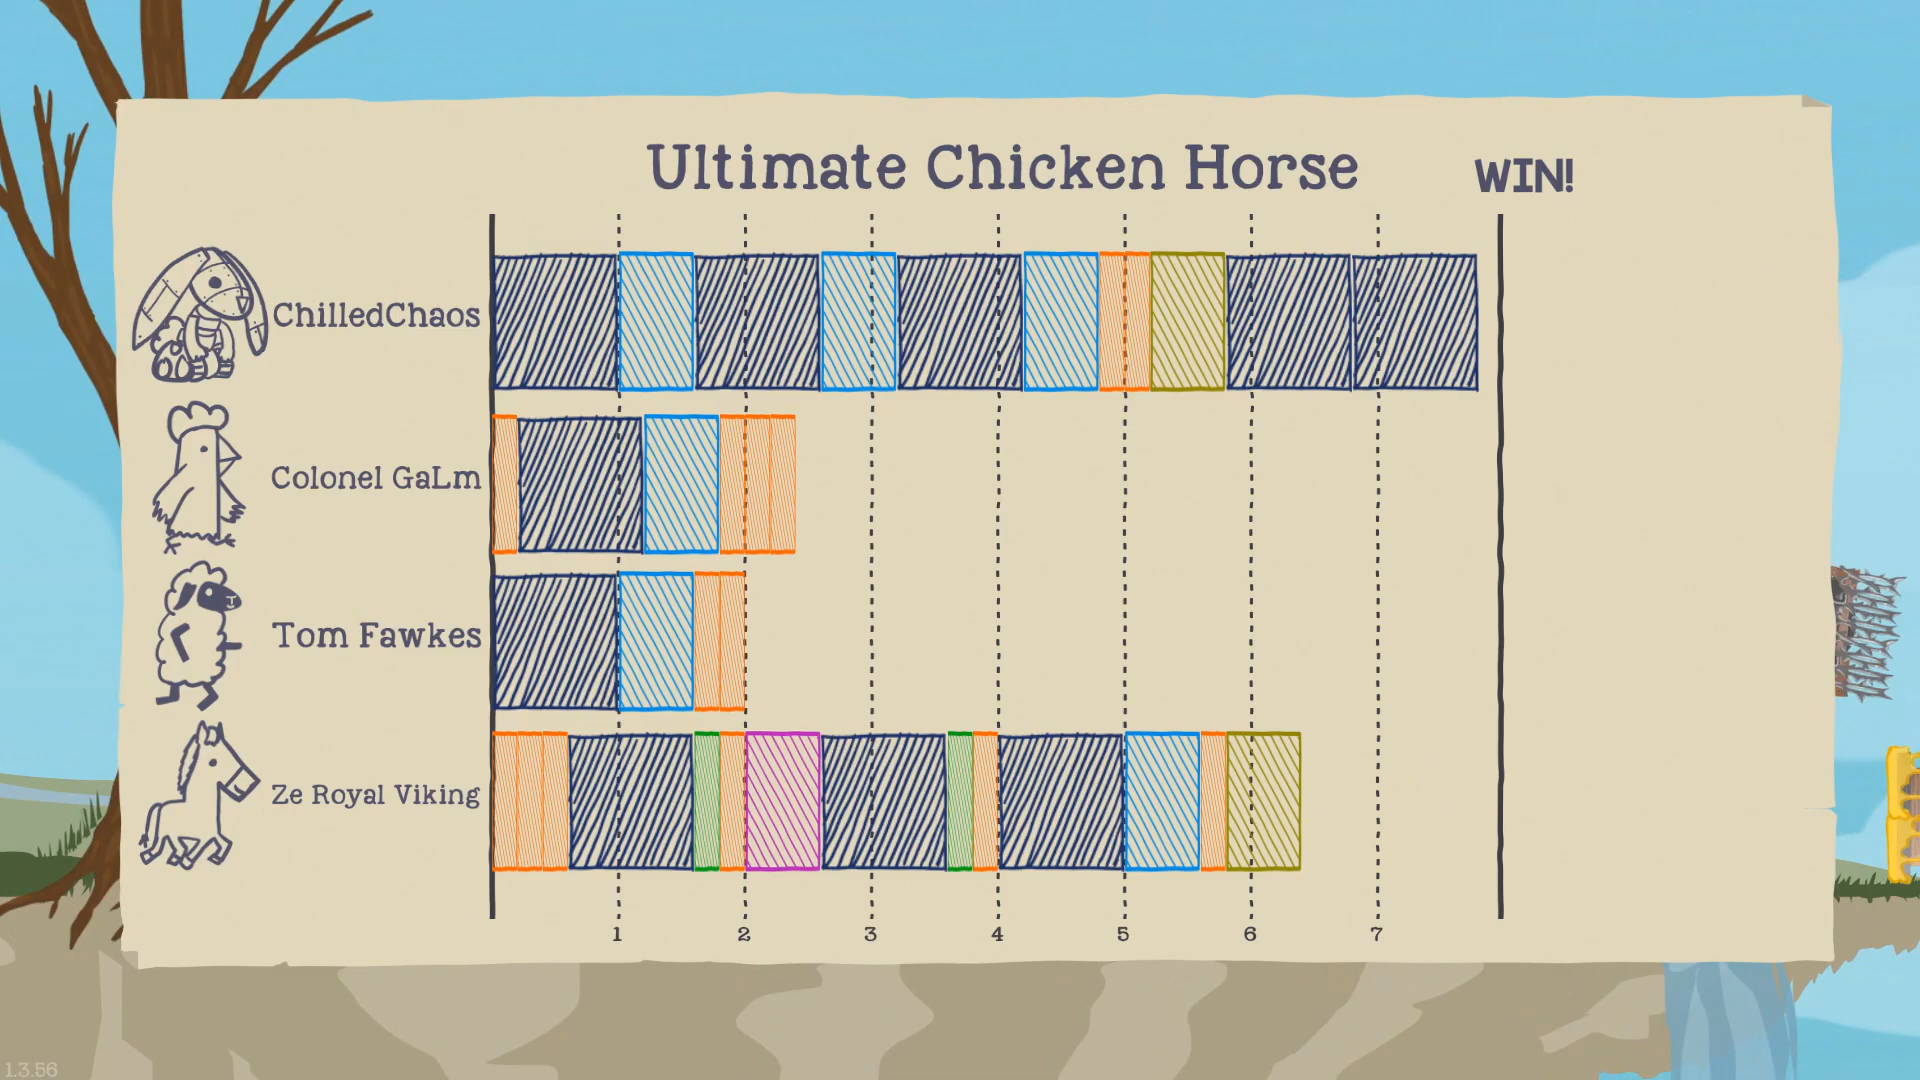 Ultimate Chicken Horse
WIN!
ChilledChaos
Colonel GaLm
Tom Fawkes
Ze Royal Viking
1 2 3 4 5 6 7
1.3.56